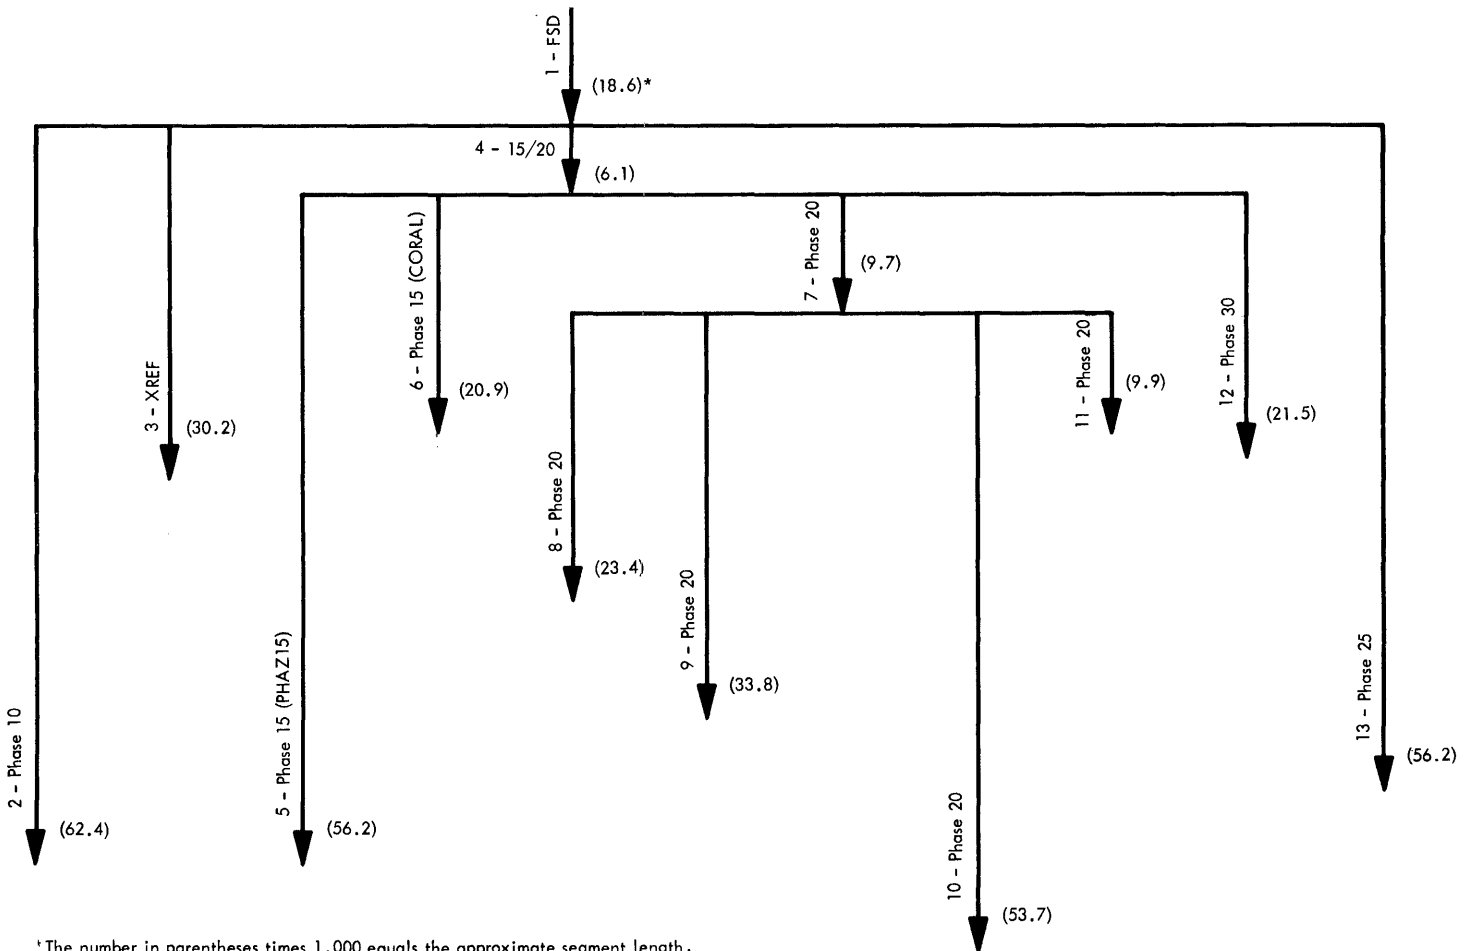 1 - FSD
(18.6)*
4 - 15/20
(6.1)
2 - Phase 10
(62.4)
3 - XREF
(30.2)
5 - Phase 15 (PHAZ15)
(56.2)
6 - Phase 15 (CORAL)
(20.9)
7 - Phase 20
(9.7)
8 - Phase 20
(23.4)
9 - Phase 20
(33.8)
10 - Phase 20
(53.7)
11 - Phase 20
(9.9)
12 - Phase 30
(21.5)
13 - Phase 25
(56.2)
*The number in parentheses times 1,000 equals the approximate segment length.